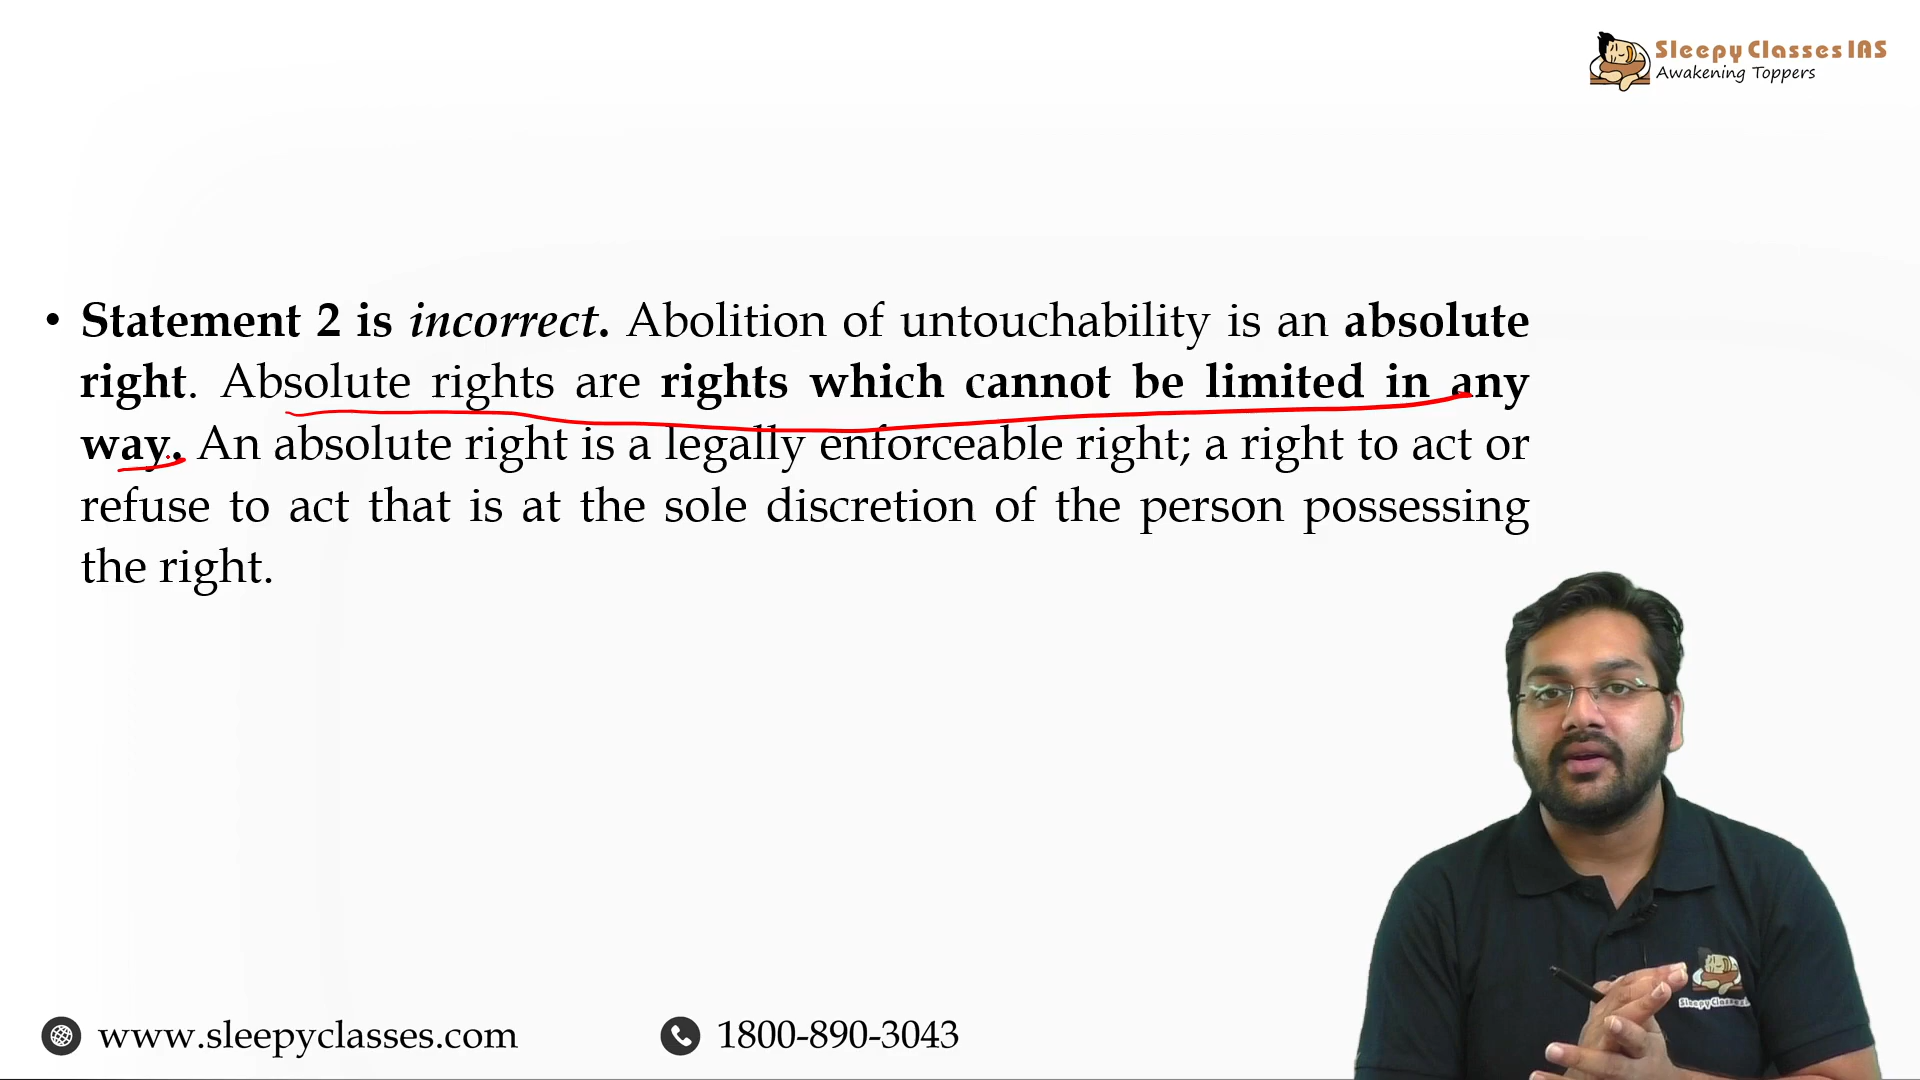 Sleepy Classes IAS
Awakening Toppers
• Statement 2 is incorrect. Abolition of untouchability is an absolute
right. Absolute rights are rights which cannot be limited in any
way. An absolute right is a legally enforceable right; a right to act or
refuse to act that is at the sole discretion of the person possessing
the right.
www.sleepyclasses.com
1800-890-3043